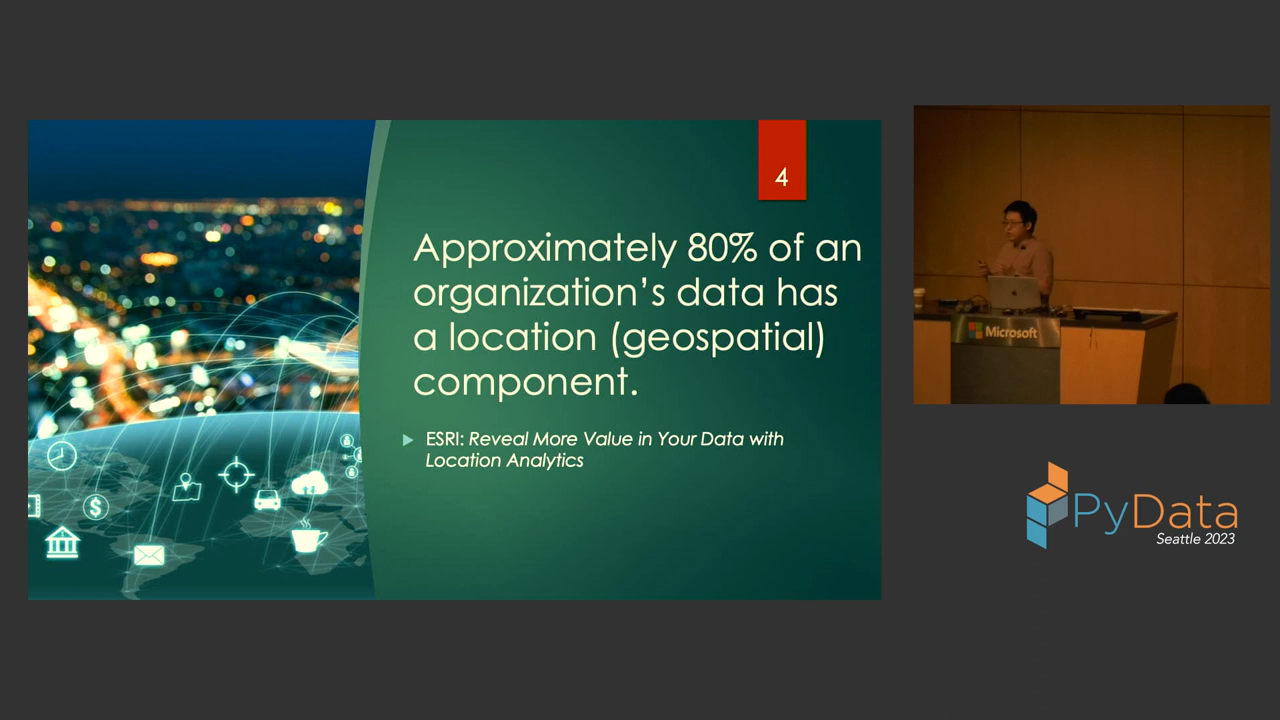 4
Approximately 80% of an
organization’s data has
a location (geospatial)
component.
ESRI: Reveal More Value in Your Data with
Location Analytics
$
Microsoft
PyData
Seattle 2023